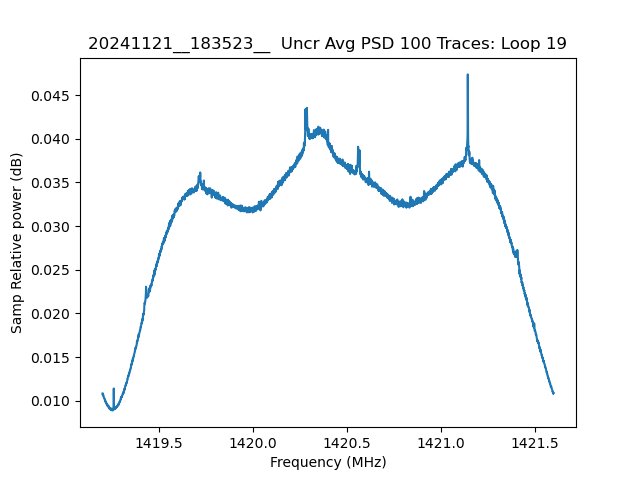 20241121__183523__  Uncr Avg PSD 100 Traces: Loop 19
Samp Relative power (dB)
0.045
0.040
0.035
0.030
0.025
0.020
0.015
0.010
1419.5 1420.0 1420.5 1421.0 1421.5
Frequency (MHz)